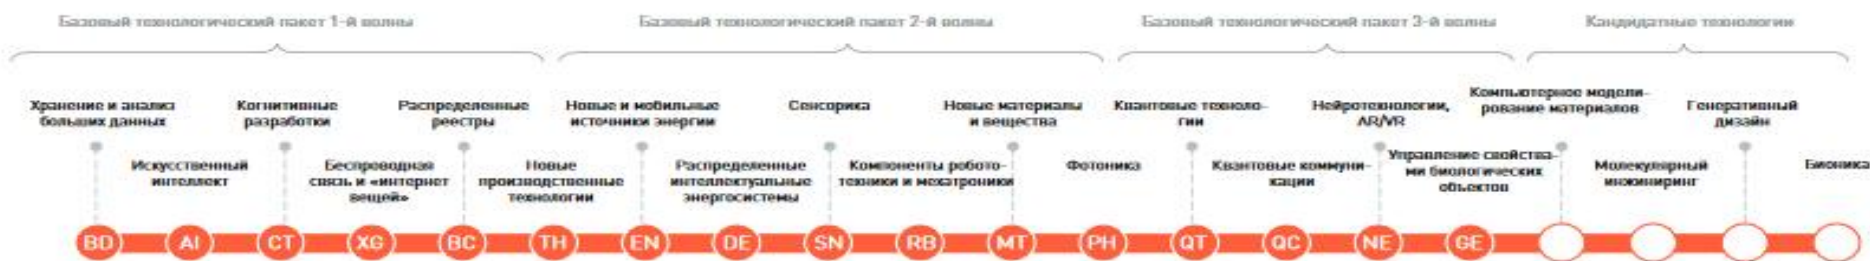 Базовый технологический пакет 1-й волны
Базовый технологический пакет 2-й волны
Базовый технологический пакет 3-й волны
Кандидатные технологии
Хранение и анализ
больших данных
Когнитивные
разработки
Распределенные
реестры
Новые и мобильные
источники энергии
Сенсорика
Новые материалы
и вещества
Квантовые техноло-
гии
Нейротехнологии,
AR/VR
Компьютерное модели-
рование материалов
Генеративный
дизайн
Искусственный
интеллект
Беспроводная
связь и «интернет
вещей»
Новые
производственные
технологии
Распределенные
интеллектуальные
энергосистемы
Компоненты робото-
техники и мехатроники
Фотоника
Квантовые коммуни-
кации
Управление свойства-
ми биологических
объектов
Молекулярный
инжиниринг
Бионика
BD AI CT XG BC TH EN DE SN RB MT PH QT QC NE GE